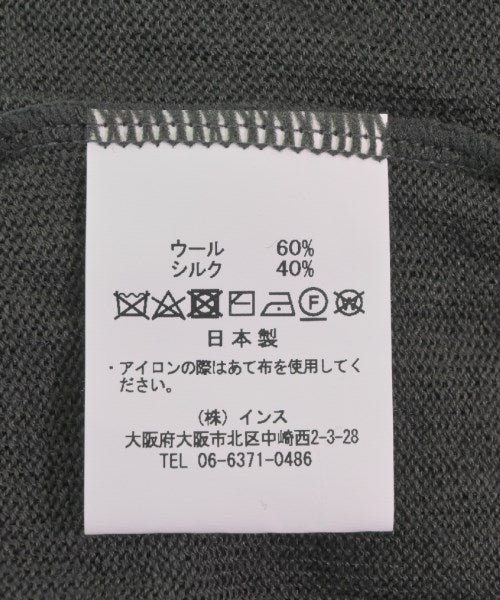 ウール 60%
シルク 40%
F W
日本製
・アイロンの際はあて布を使用してく
ださい。
(株) インス
大阪府大阪市北区中崎西2-3-28
TEL 06-6371-0486